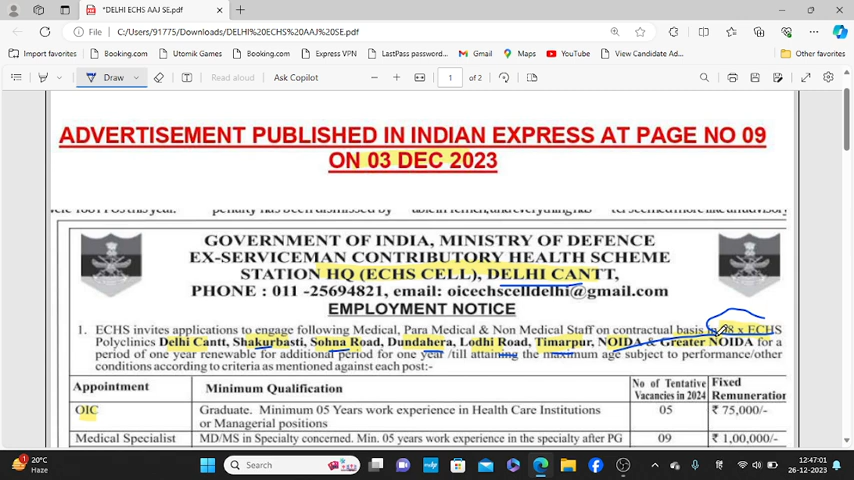 *DELHI ECHS AAJ SE.pdf
File C:/Users/91775/Downloads/DELHI%20ECHS%20AAJ%20SE.pdf
Import favorites Booking.com Utomik Games Booking.com Express VPN LastPass password... Gmail Maps YouTube View Candidate Ad... Other favorites
Draw Read aloud Ask Copilot 1 of 2
ADVERTISEMENT PUBLISHED IN INDIAN EXPRESS AT PAGE NO 09
ON 03 DEC 2023
penalty has been dismissed by
GOVERNMENT OF INDIA, MINISTRY OF DEFENCE
EX-SERVICEMAN CONTRIBUTORY HEALTH SCHEME
STATION HQ (ECHS CELL), DELHI CANTT,
PHONE : 011 -25694821, email: oicechscelldelhi@gmail.com
EMPLOYMENT NOTICE
1. ECHS invites applications to engage following Medical, Para Medical & Non Medical Staff on contractual basis in x ECHS
Polyclinics Delhi Cantt, Shakurbasti, Sohna Road, Dundahera, Lodhi Road, Timarpur, NOIDA & Greater NOIDA for a
period of one year renewable for additional period for one year /till attaining the maximum age subject to performance/other
conditions according to criteria as mentioned against each post:-
Appointment Minimum Qualification No of Tentative Vacancies in 2024 Fixed Remuneration
OIC Graduate. Minimum 05 Years work experience in Health Care Institutions or Managerial positions 05 ₹ 75,000/-
Medical Specialist MD/MS in Specialty concerned. Min. 05 years work experience in the specialty after PG 09 ₹ 1,00,000/-
20°C
Haze
Search
12:47:01
26-12-2023